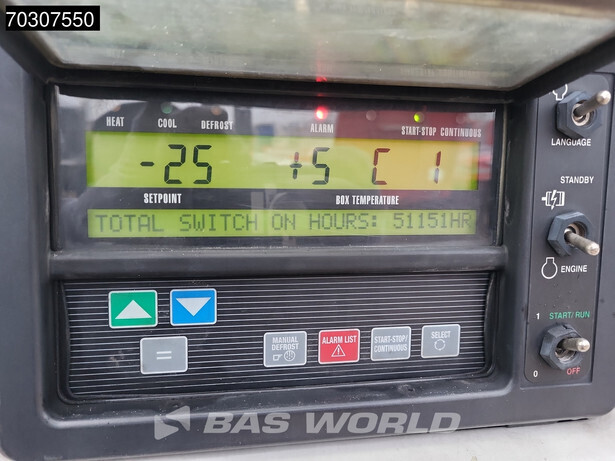 70307550
HEAT COOL DEFROST ALARM START-STOP CONTINUOUS
-25 +5 C 1
SETPOINT BOX TEMPERATURE
TOTAL SWITCH ON HOURS: 51151HR
LANGUAGE
STANDBY
ENGINE
1 START/RUN
0 OFF
=
MANUAL
DEFROST
ALARM LIST
START-STOP/
CONTINUOUS
SELECT
BAS WORLD